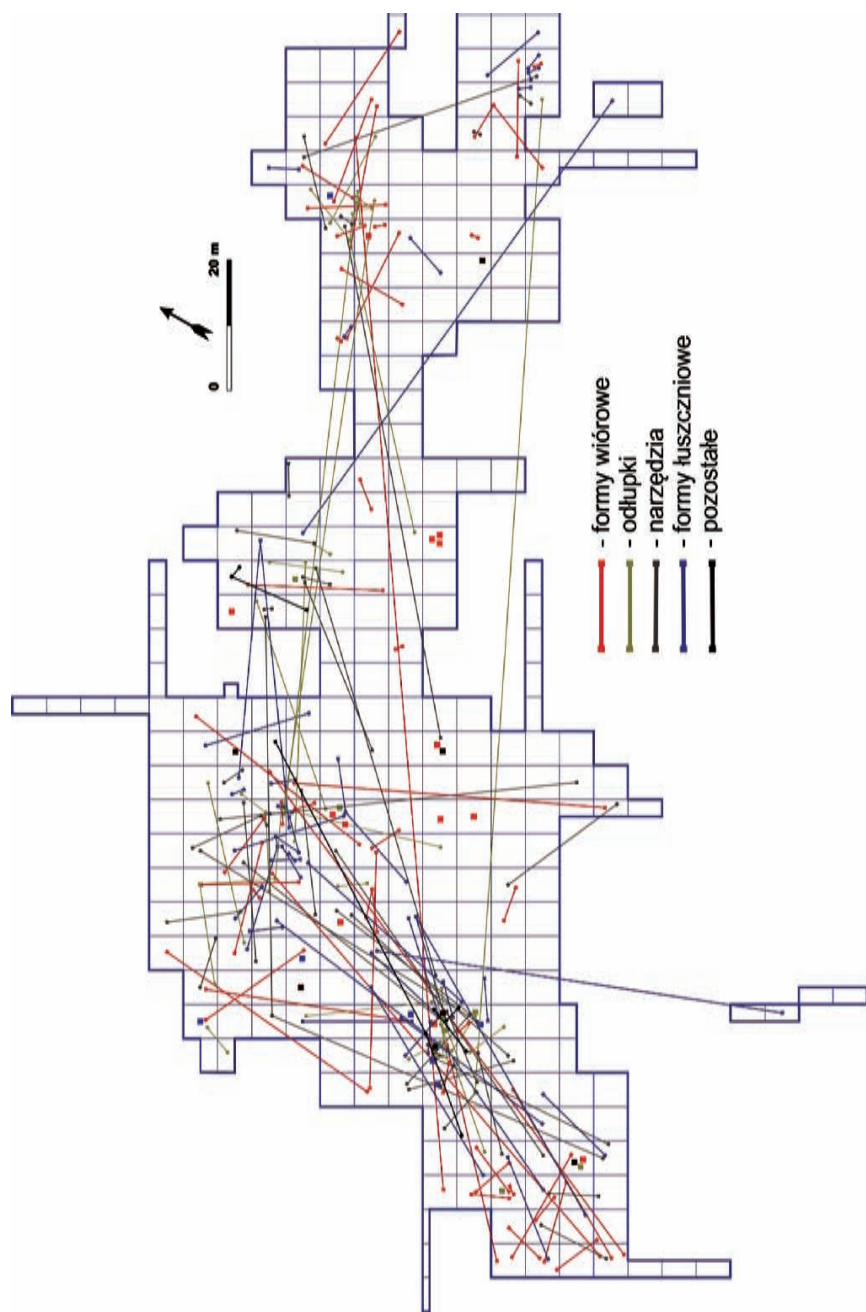 0
20 m
- formy wiórowe
- odłupki
- narzędzia
- formy łuszczniowe
- pozostałe